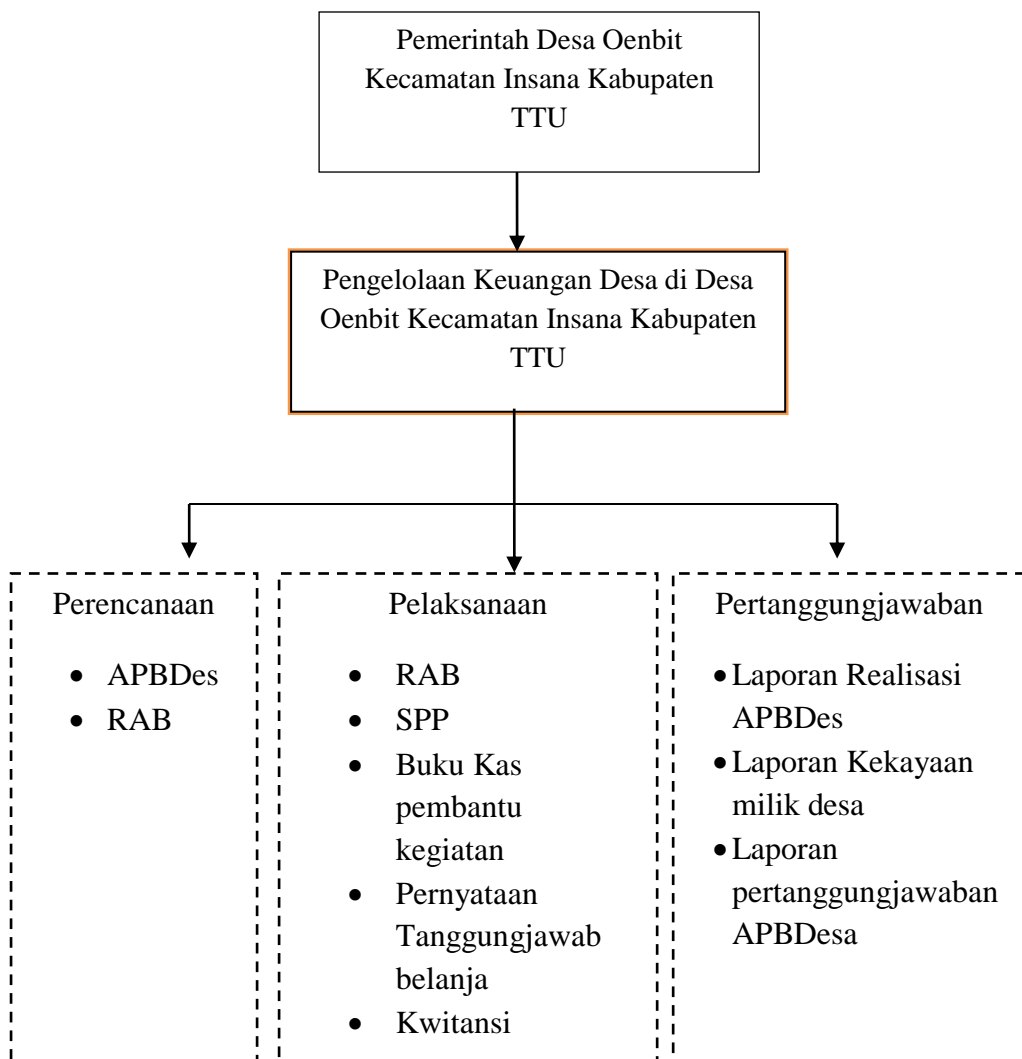 Pemerintah Desa Oenbit
Kecamatan Insana Kabupaten
TTU
Pengelolaan Keuangan Desa di Desa
Oenbit Kecamatan Insana Kabupaten
TTU
Perencanaan
• APBDes
• RAB
Pelaksanaan
• RAB
• SPP
• Buku Kas
pembantu
kegiatan
• Pernyataan
Tanggungjawab
belanja
• Kwitansi
Pertanggungjawaban
• Laporan Realisasi
APBDes
• Laporan Kekayaan
milik desa
• Laporan
pertanggungjawaban
APBDesa